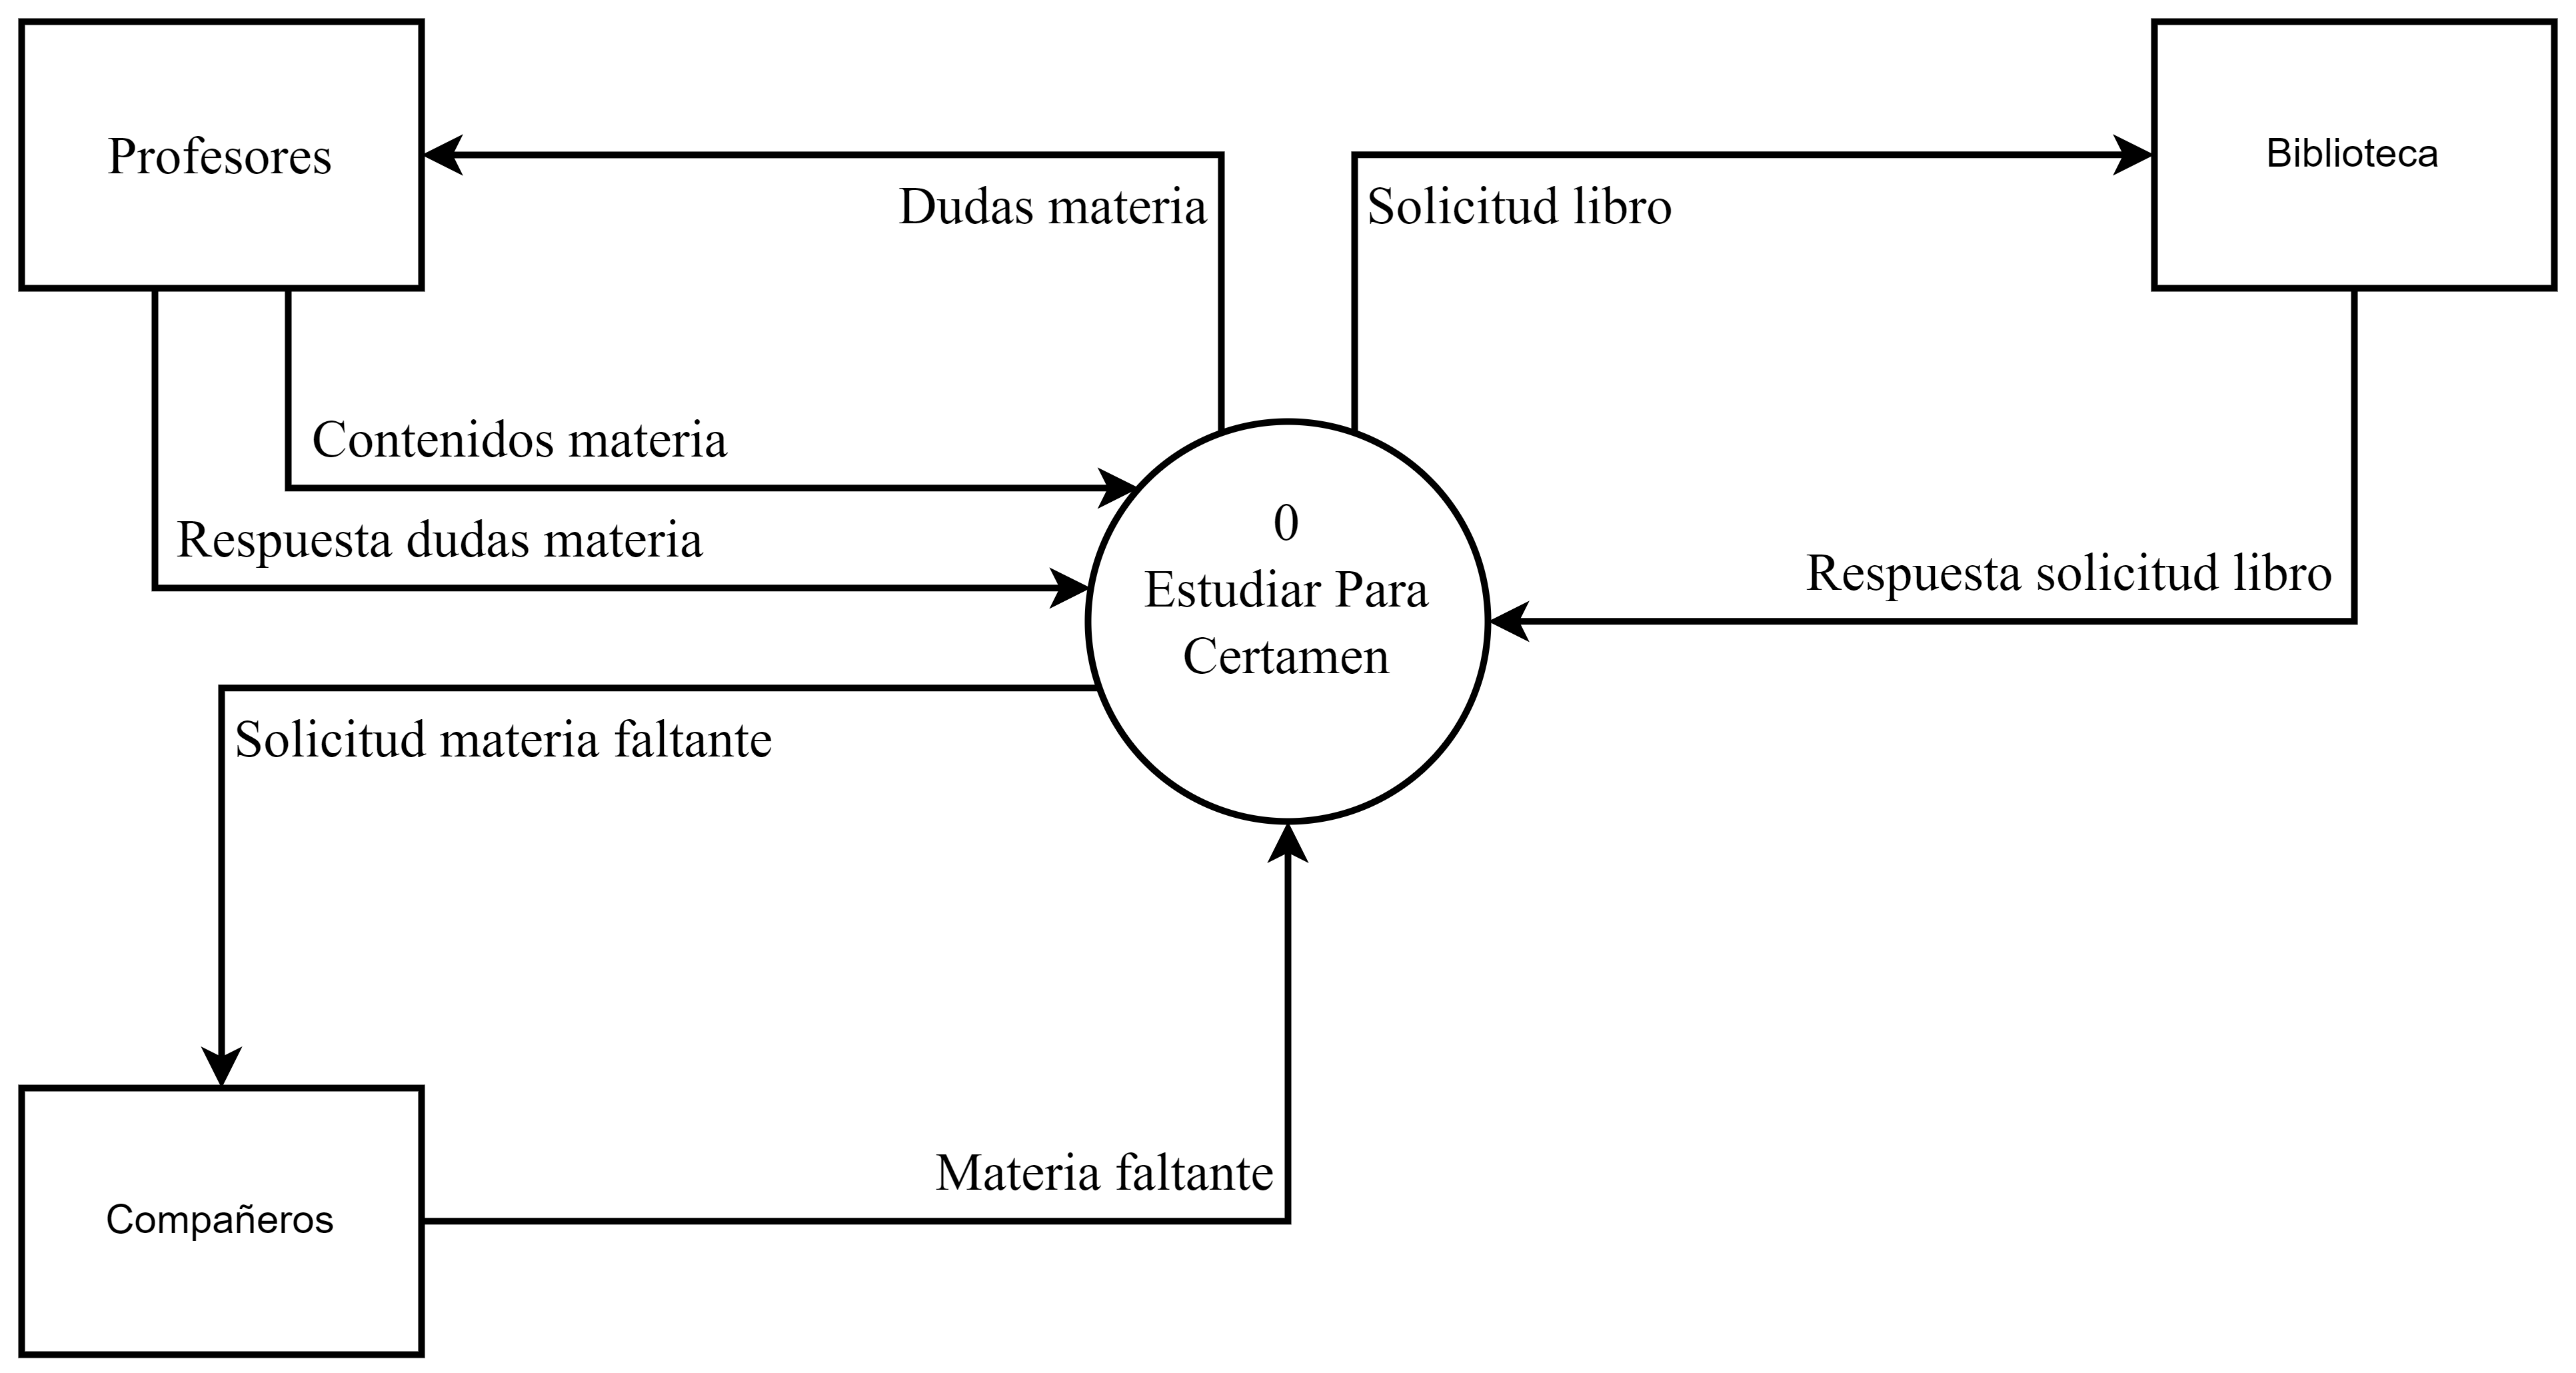 Profesores
Biblioteca
Dudas materia
Solicitud libro
Contenidos materia
Respuesta dudas materia
0
Estudiar Para
Certamen
Respuesta solicitud libro
Solicitud materia faltante
Materia faltante
Compañeros